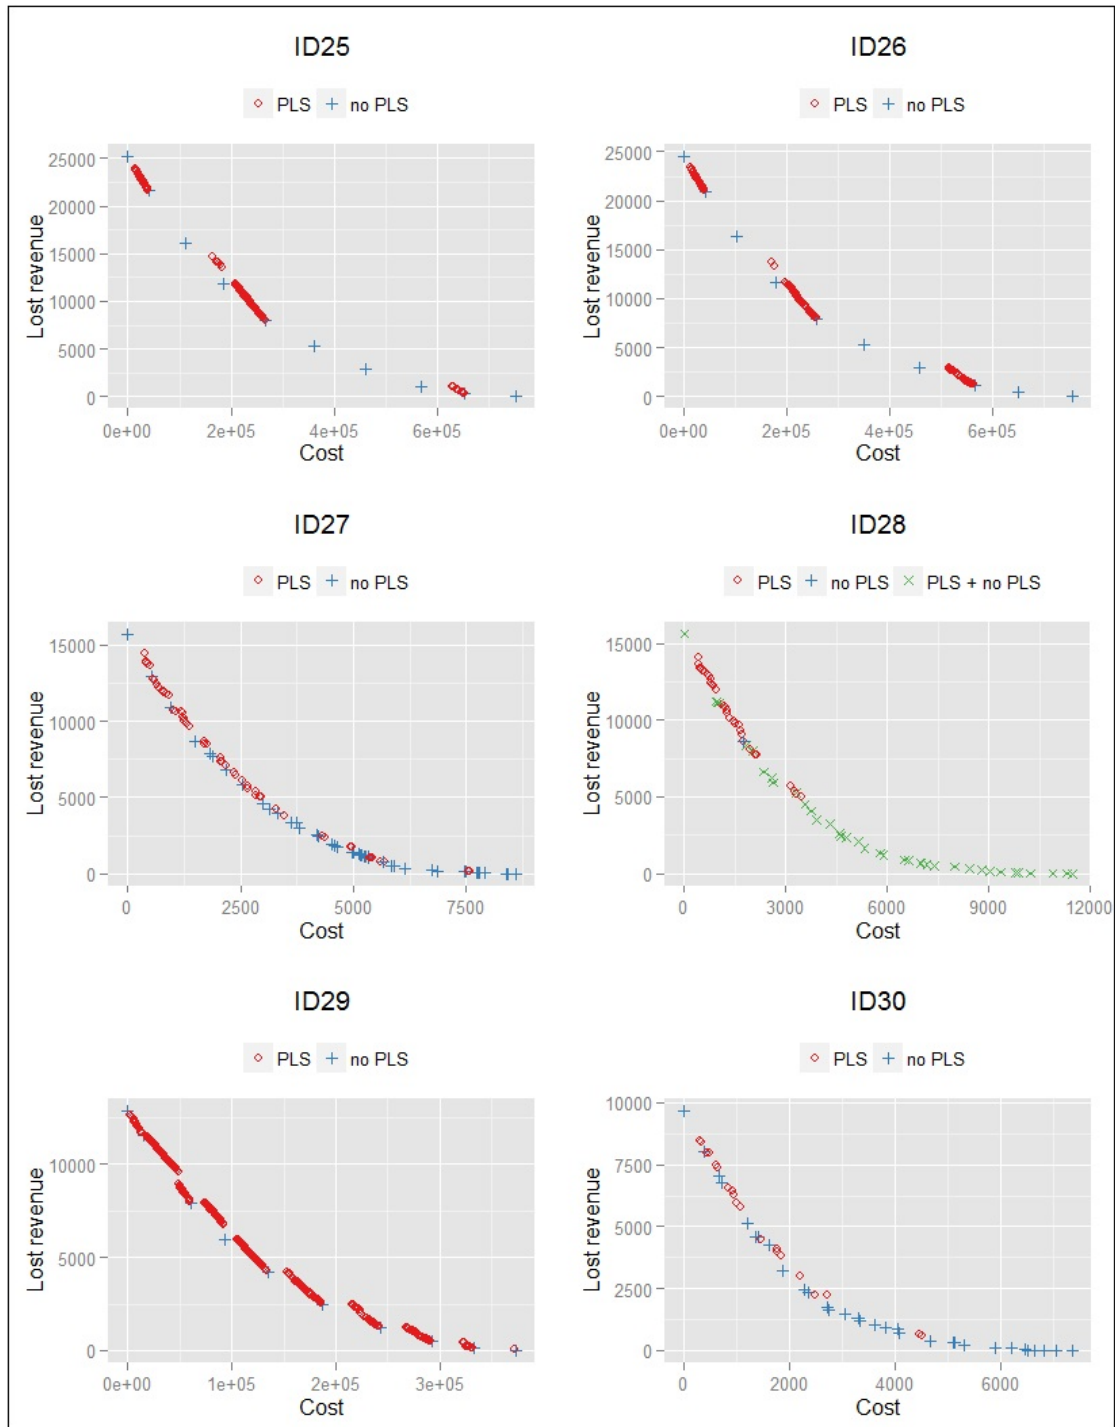 ID25
PLS no PLS
Lost revenue
25000
20000
15000
10000
5000
0
0e+00 2e+05 4e+05 6e+05
Cost
ID26
PLS no PLS
Lost revenue
25000
20000
15000
10000
5000
0
0e+00 2e+05 4e+05 6e+05
Cost
ID27
PLS no PLS
Lost revenue
15000
10000
5000
0
0 2500 5000 7500
Cost
ID28
PLS no PLS PLS + no PLS
Lost revenue
15000
10000
5000
0
0 3000 6000 9000 12000
Cost
ID29
PLS no PLS
Lost revenue
10000
5000
0
0e+00 1e+05 2e+05 3e+05
Cost
ID30
PLS no PLS
Lost revenue
10000
7500
5000
2500
0
0 2000 4000 6000
Cost